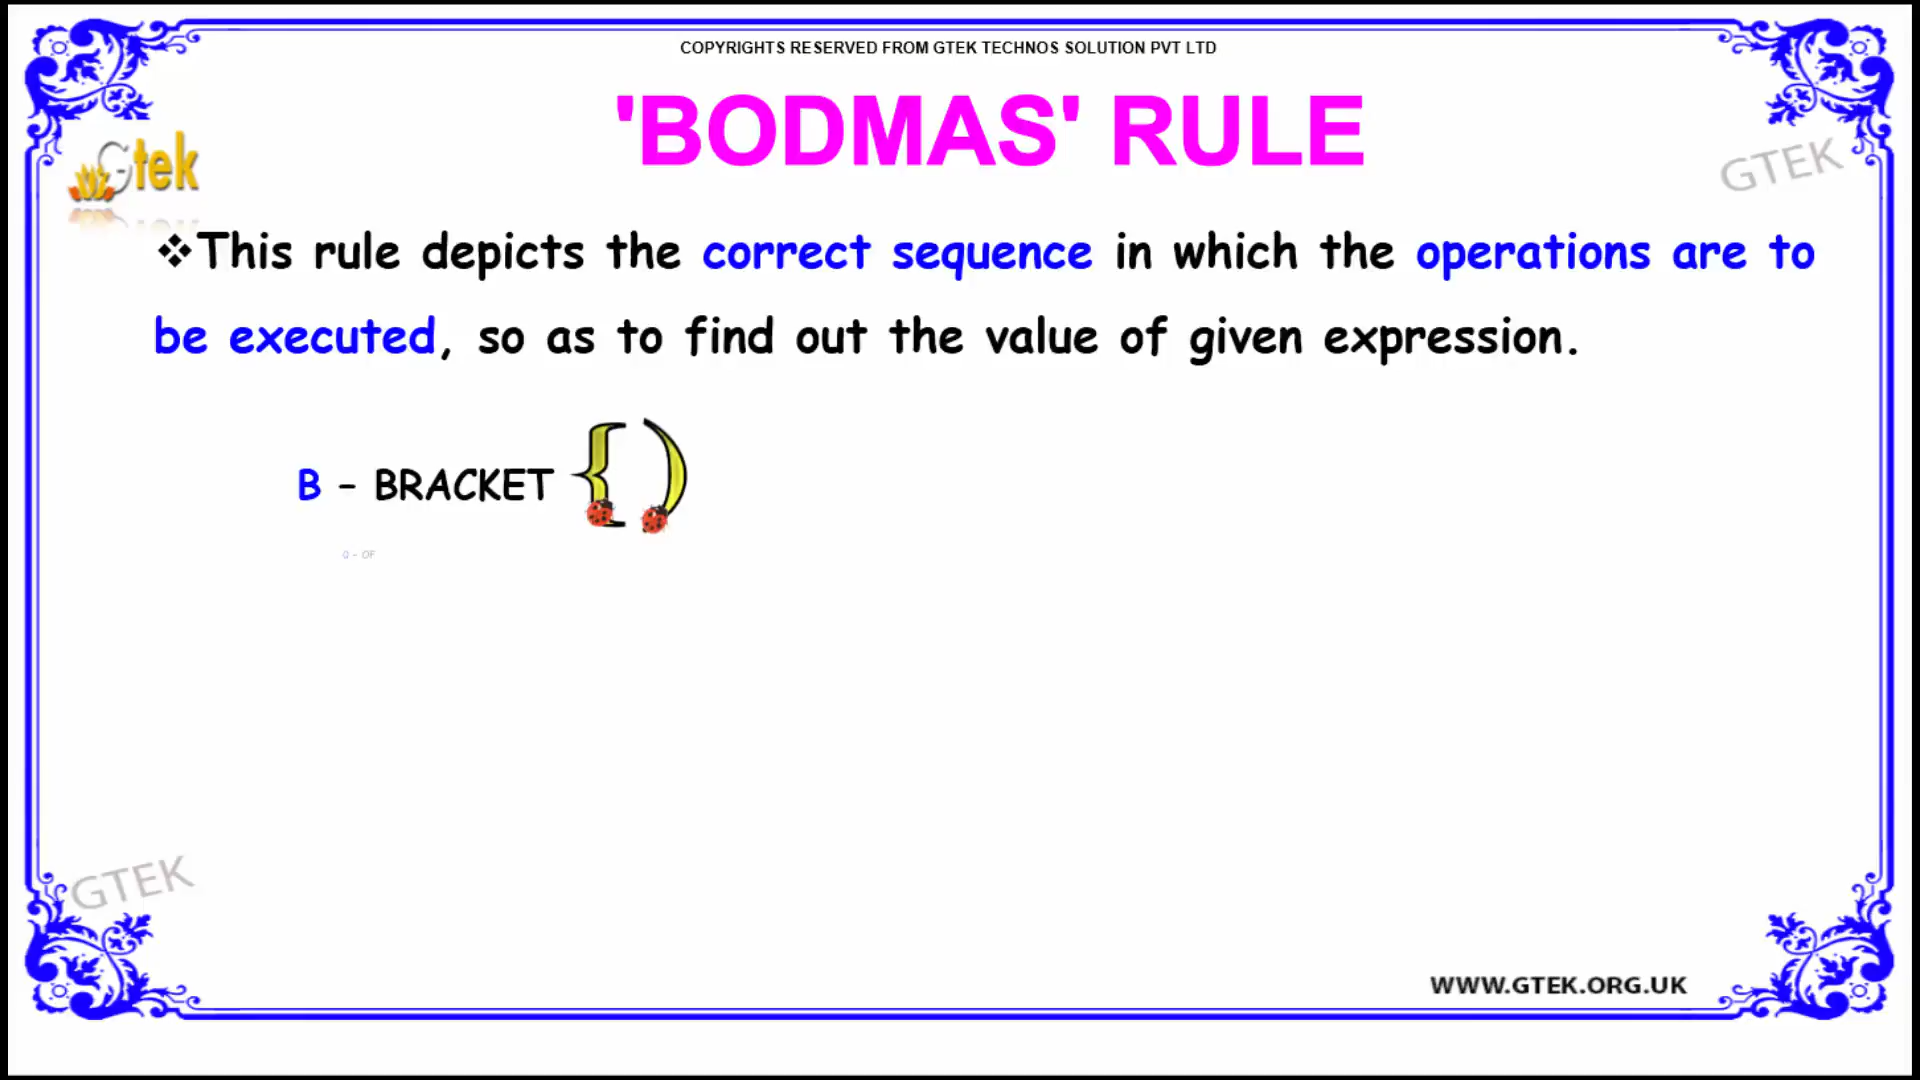 COPYRIGHTS RESERVED FROM GTEK TECHNOS SOLUTION PVT LTD
'BODMAS' RULE
Gtek
GTEK
❖This rule depicts the correct sequence in which the operations are to
be executed, so as to find out the value of given expression.
B - BRACKET { )
O - OF
GTEK
WWW.GTEK.ORG.UK